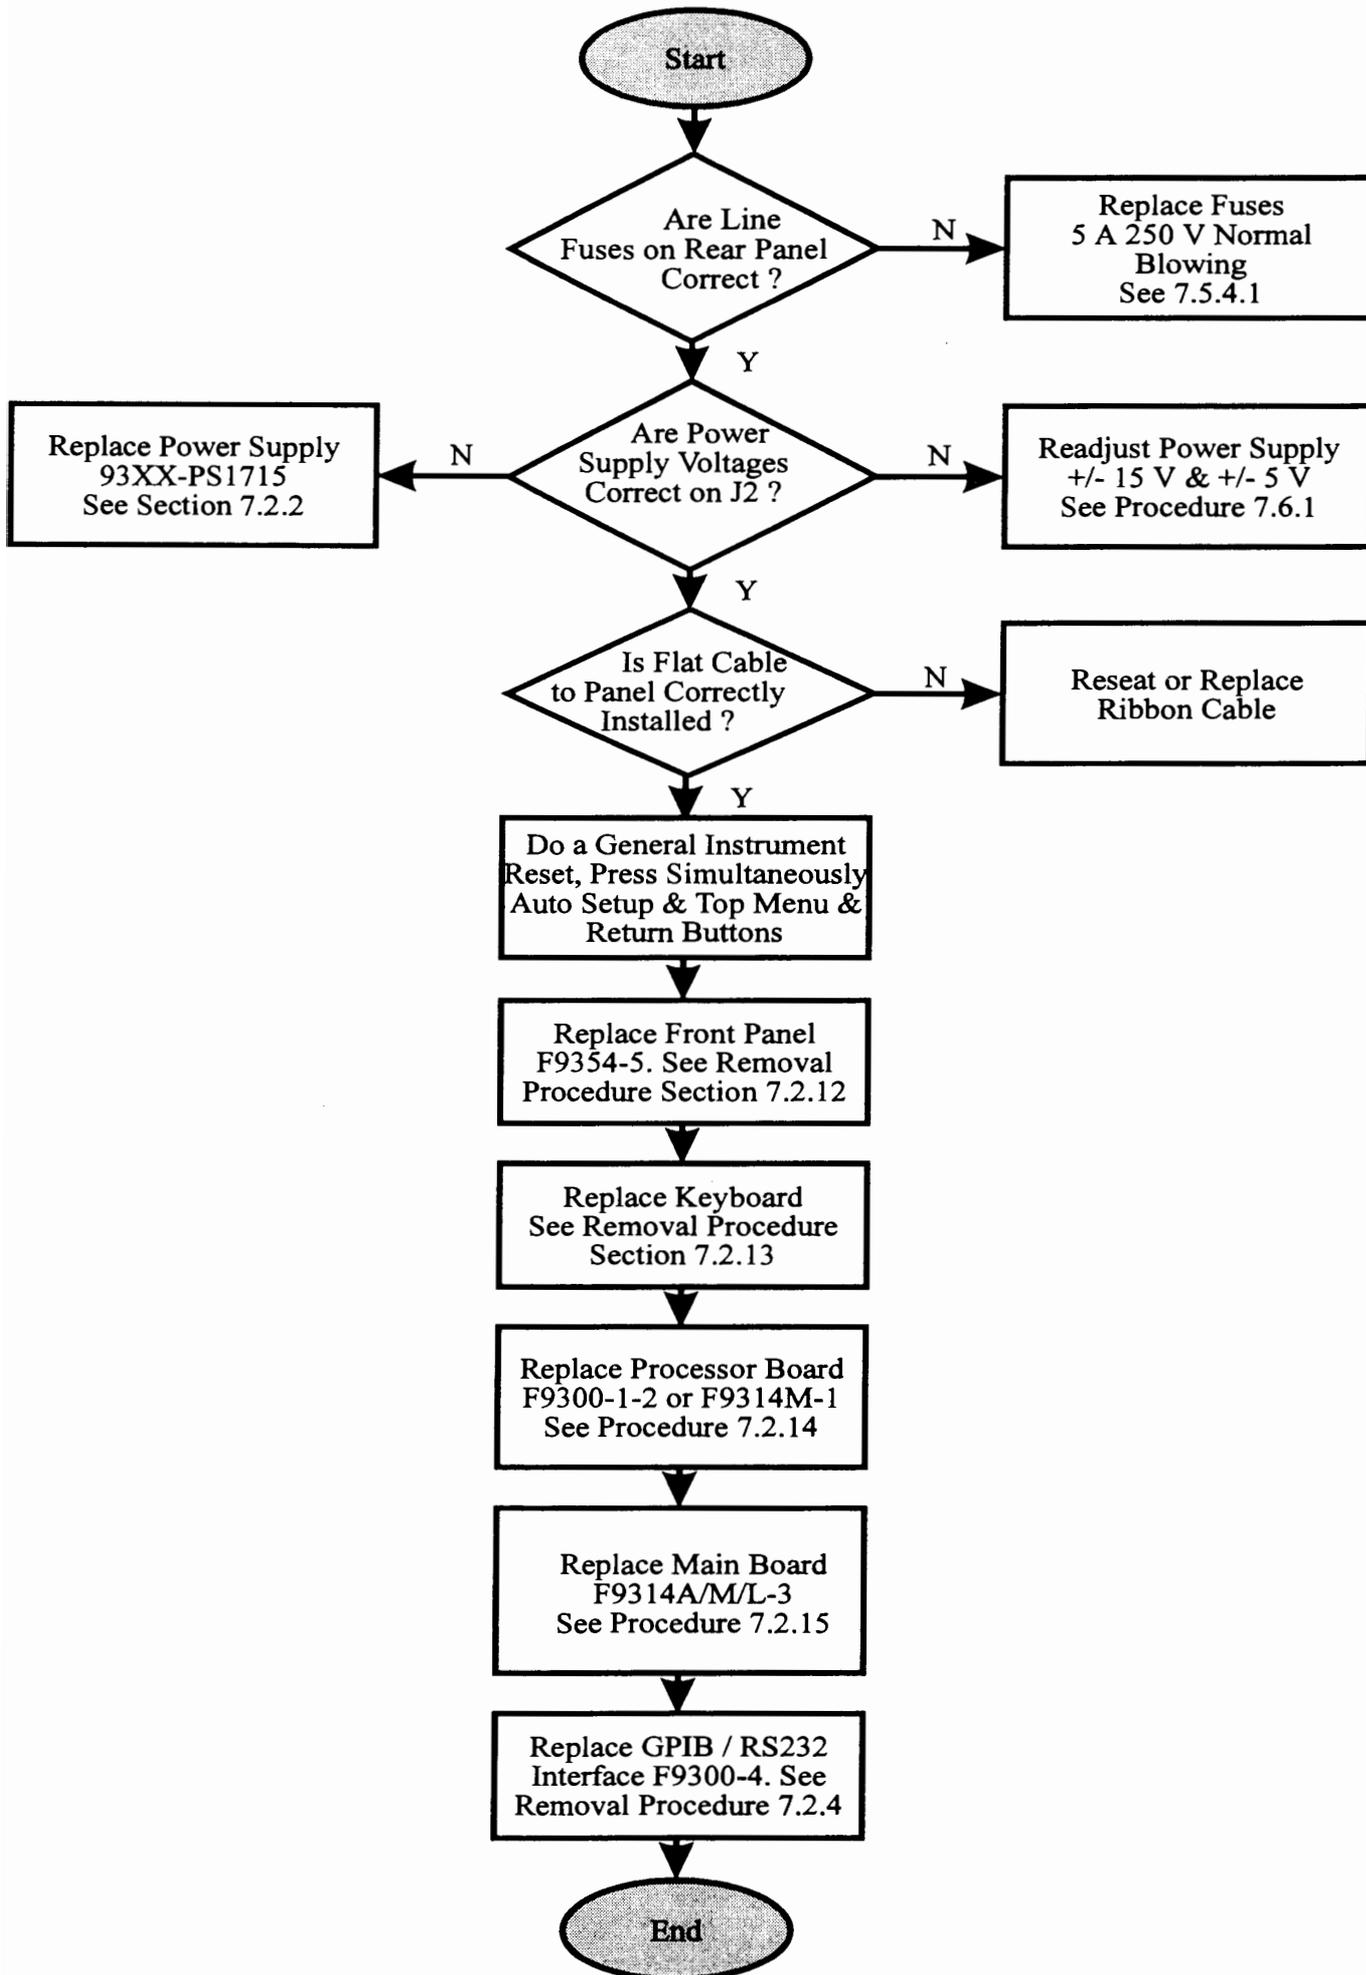 Start
Are Line
Fuses on Rear Panel
Correct ?
N
Replace Fuses
5 A 250 V Normal
Blowing
See 7.5.4.1
Y
Replace Power Supply
93XX-PS1715
See Section 7.2.2
N
Are Power
Supply Voltages
Correct on J2 ?
N
Readjust Power Supply
+/- 15 V & +/- 5 V
See Procedure 7.6.1
Y
Is Flat Cable
to Panel Correctly
Installed ?
N
Reseat or Replace
Ribbon Cable
Y
Do a General Instrument
Reset, Press Simultaneously
Auto Setup & Top Menu &
Return Buttons
Replace Front Panel
F9354-5. See Removal
Procedure Section 7.2.12
Replace Keyboard
See Removal Procedure
Section 7.2.13
Replace Processor Board
F9300-1-2 or F9314M-1
See Procedure 7.2.14
Replace Main Board
F9314A/M/L-3
See Procedure 7.2.15
Replace GPIB / RS232
Interface F9300-4. See
Removal Procedure 7.2.4
End